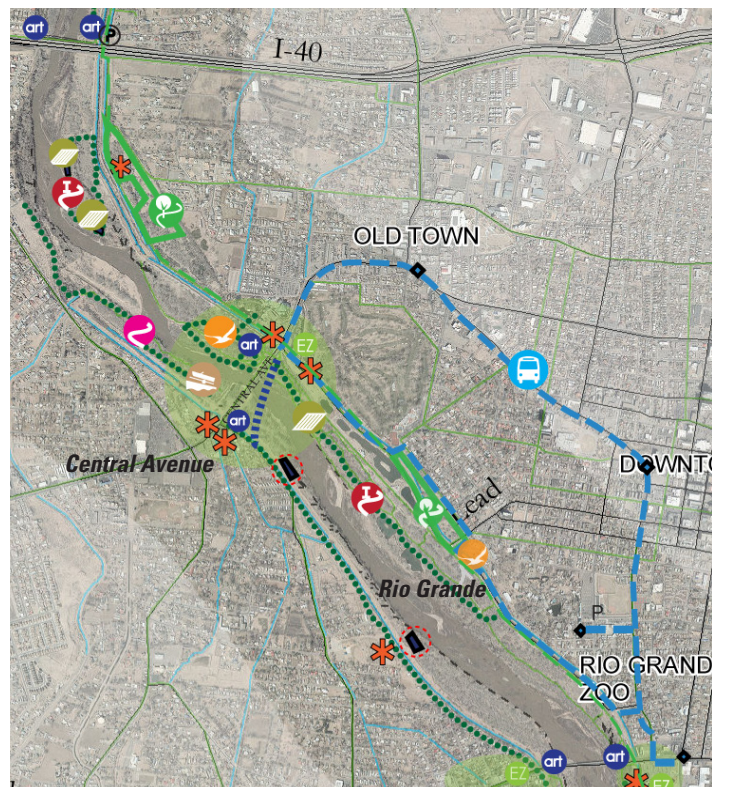 art
art
P
I-40
OLD TOWN
art
EZ
CENTRAL AVE
art
Central Avenue
DOWNTO
Lead
Rio Grande
P
RIO GRAND
ZOO
art
art
EZ
EZ